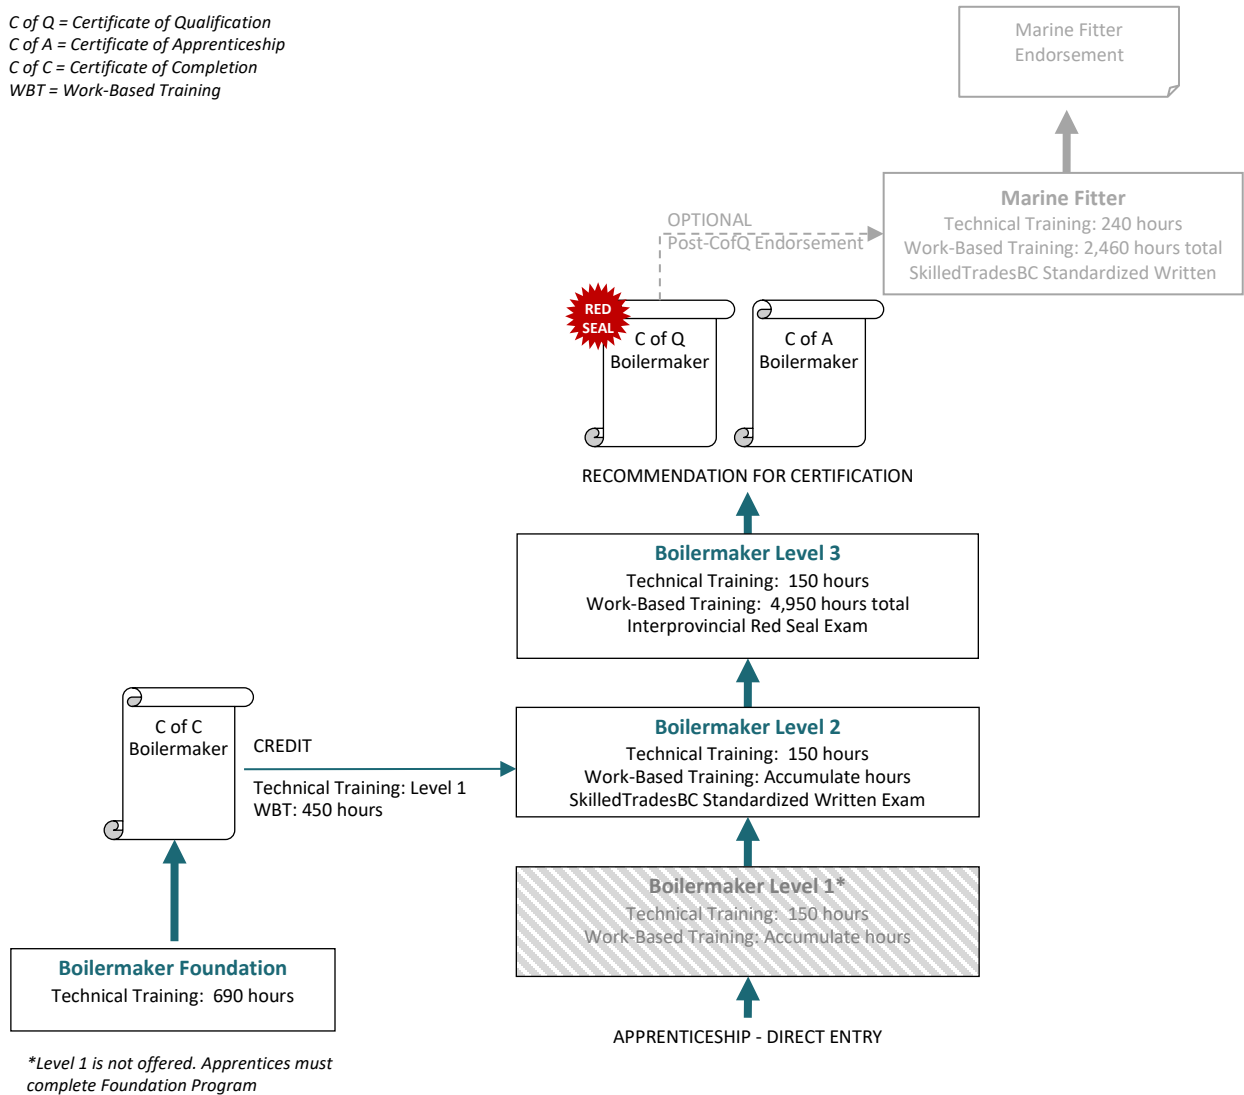 C of Q = Certificate of Qualification
C of A = Certificate of Apprenticeship
C of C = Certificate of Completion
WBT = Work-Based Training
Marine Fitter
Endorsement
Marine Fitter
Technical Training: 240 hours
Work-Based Training: 2,460 hours total
SkilledTradesBC Standardized Written
OPTIONAL
Post-CofQ Endorsement
RED
SEAL
C of Q
Boilermaker
C of A
Boilermaker
RECOMMENDATION FOR CERTIFICATION
Boilermaker Level 3
Technical Training:  150 hours
Work-Based Training:  4,950 hours total
Interprovincial Red Seal Exam
C of C
Boilermaker
CREDIT
Technical Training: Level 1
WBT: 450 hours
Boilermaker Level 2
Technical Training:  150 hours
Work-Based Training: Accumulate hours
SkilledTradesBC Standardized Written Exam
Boilermaker Level 1*
Technical Training:  150 hours
Work-Based Training: Accumulate hours
Boilermaker Foundation
Technical Training:  690 hours
APPRENTICESHIP - DIRECT ENTRY
*Level 1 is not offered. Apprentices must
complete Foundation Program